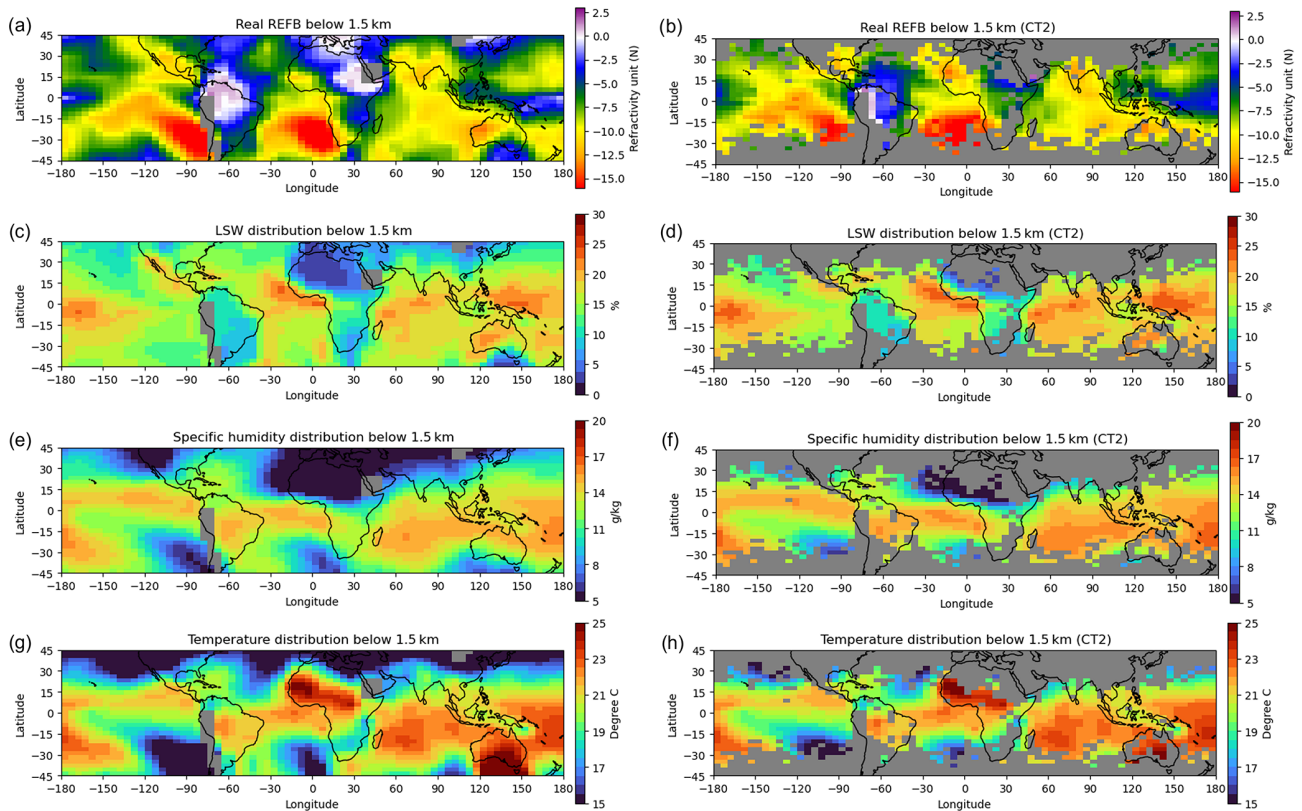 (a)
Real REFB below 1.5 km
Latitude
45
30
15
0
−15
−30
−45
−180 −150 −120 −90 −60 −30 0 30 60 90 120 150 180
Longitude
2.5
0.0
−2.5
−5.0
−7.5
−10.0
−12.5
−15.0
Refractivity unit (N)
(b)
Real REFB below 1.5 km (CT2)
Latitude
45
30
15
0
−15
−30
−45
−180 −150 −120 −90 −60 −30 0 30 60 90 120 150 180
Longitude
2.5
0.0
−2.5
−5.0
−7.5
−10.0
−12.5
−15.0
Refractivity unit (N)
(c)
LSW distribution below 1.5 km
Latitude
45
30
15
0
−15
−30
−45
−180 −150 −120 −90 −60 −30 0 30 60 90 120 150 180
Longitude
30
25
20
15
10
5
0
%
(d)
LSW distribution below 1.5 km (CT2)
Latitude
45
30
15
0
−15
−30
−45
−180 −150 −120 −90 −60 −30 0 30 60 90 120 150 180
Longitude
30
25
20
15
10
5
0
%
(e)
Specific humidity distribution below 1.5 km
Latitude
45
30
15
0
−15
−30
−45
−180 −150 −120 −90 −60 −30 0 30 60 90 120 150 180
Longitude
20
17
14
11
8
5
g/kg
(f)
Specific humidity distribution below 1.5 km (CT2)
Latitude
45
30
15
0
−15
−30
−45
−180 −150 −120 −90 −60 −30 0 30 60 90 120 150 180
Longitude
20
17
14
11
8
5
g/kg
(g)
Temperature distribution below 1.5 km
Latitude
45
30
15
0
−15
−30
−45
−180 −150 −120 −90 −60 −30 0 30 60 90 120 150 180
Longitude
25
23
21
19
17
15
Degree C
(h)
Temperature distribution below 1.5 km (CT2)
Latitude
45
30
15
0
−15
−30
−45
−180 −150 −120 −90 −60 −30 0 30 60 90 120 150 180
Longitude
25
23
21
19
17
15
Degree C